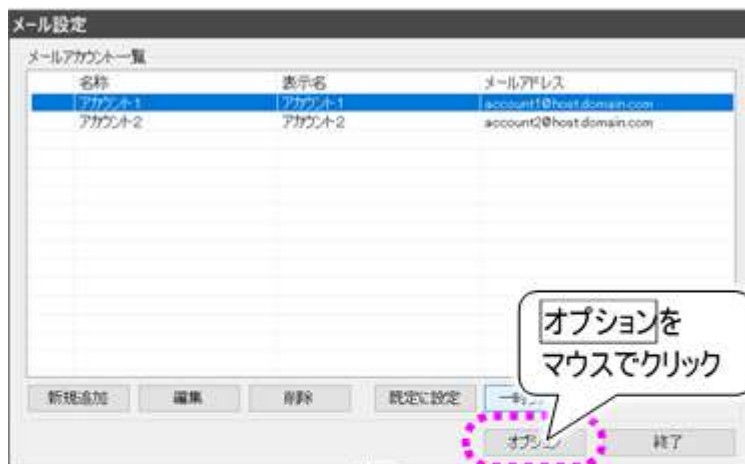 メール設定
メールアカウント一覧
名称 表示名 メールアドレス
アカウント1 アカウント1 account1@host.domain.com
アカウント2 アカウント2 account2@host.domain.com
オプションを
マウスでクリック
新規追加 編集 削除 既定に設定
オプション 終了